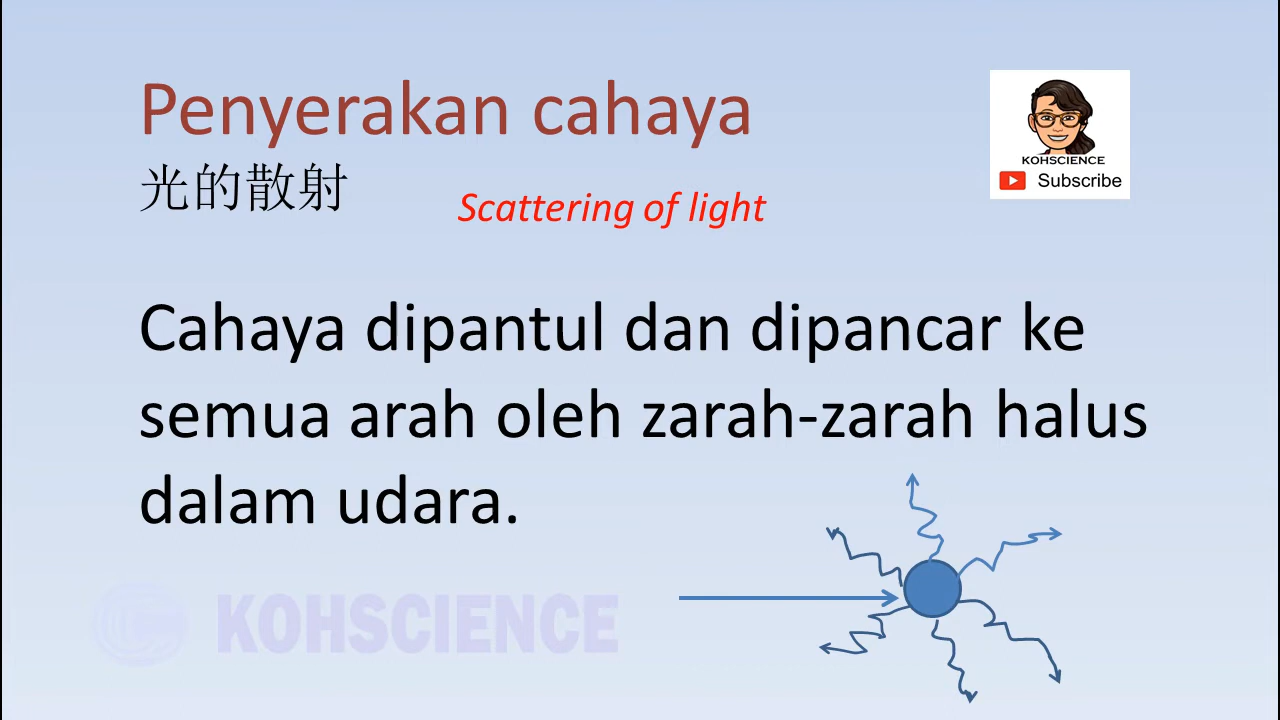 Penyerakan cahaya
光的散射
Scattering of light
KOHSCIENCE
Subscribe
Cahaya dipantul dan dipancar ke
semua arah oleh zarah-zarah halus
dalam udara.
KOHSCIENCE